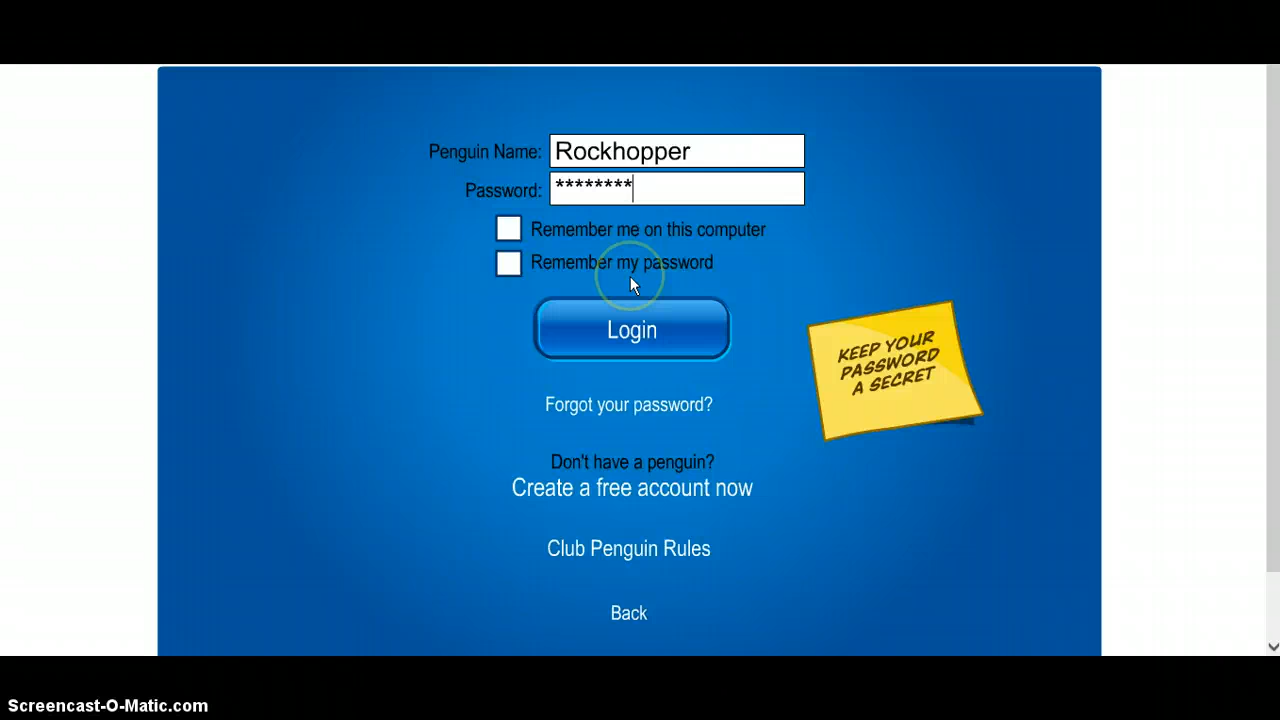 Penguin Name: Rockhopper
Password: ********
Remember me on this computer
Remember my password
Login
KEEP YOUR
PASSWORD
A SECRET
Forgot your password?
Don't have a penguin?
Create a free account now
Club Penguin Rules
Back
Screencast-O-Matic.com